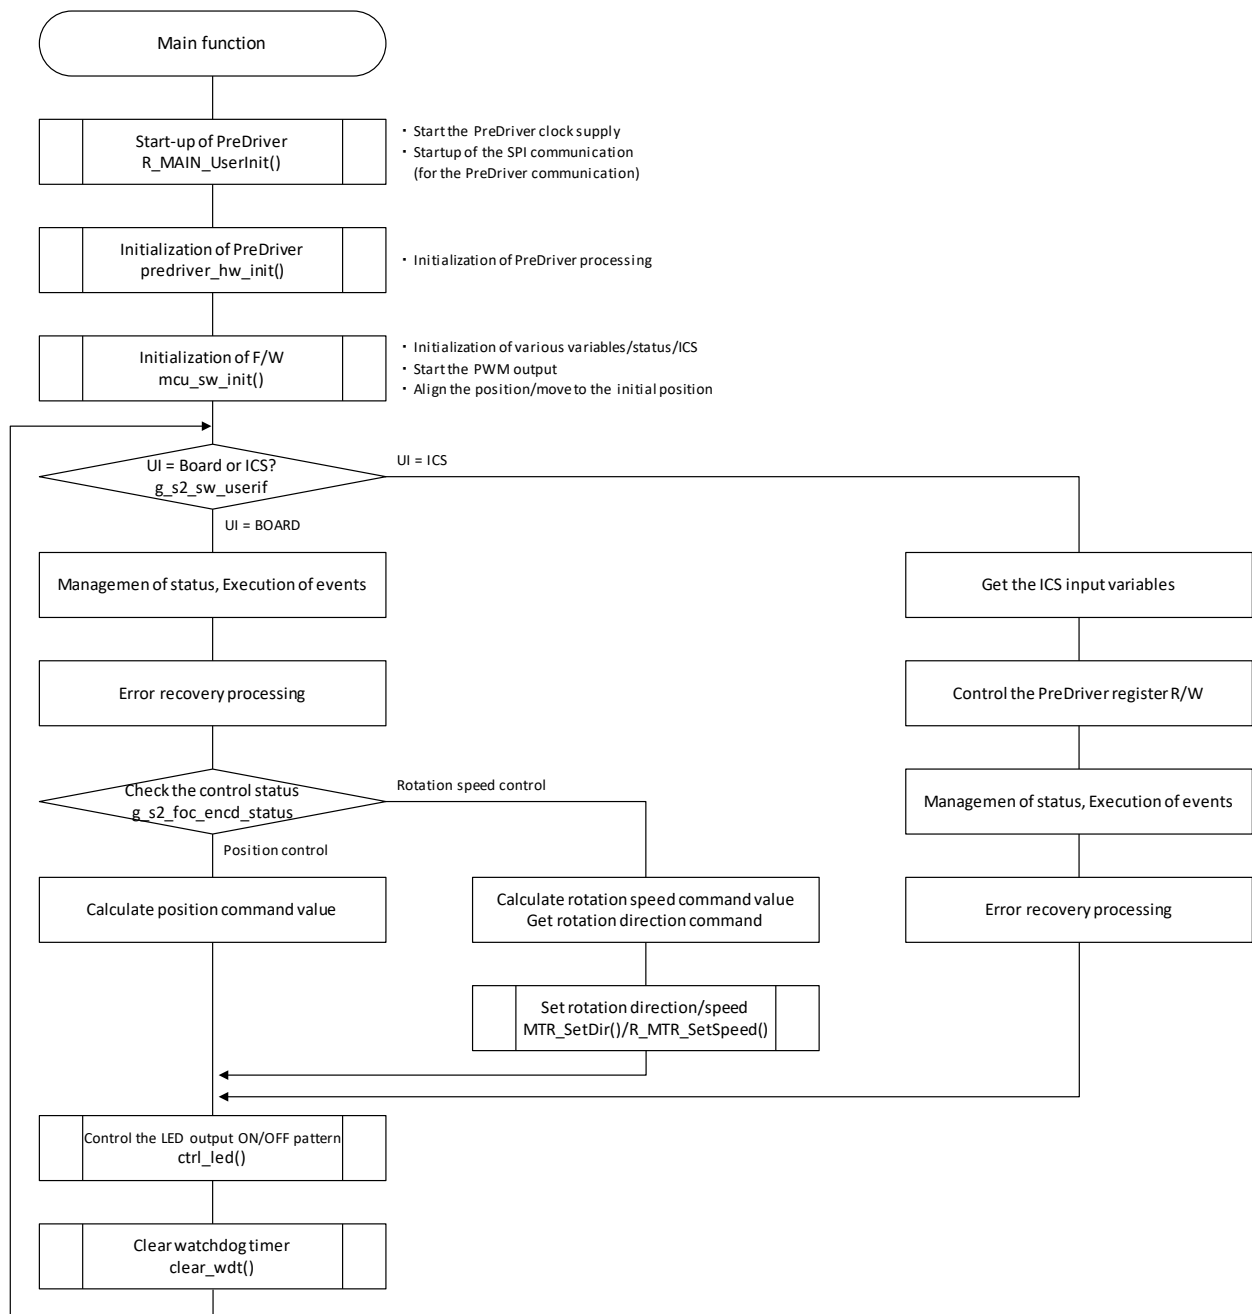 Main function
Start-up of PreDriver
R_MAIN_UserInit()
・Start the PreDriver clock supply
・Startup of the SPI communication
(for the PreDriver communication)
Initialization of PreDriver
predriver_hw_init()
・Initialization of PreDriver processing
Initialization of F/W
mcu_sw_init()
・Initialization of various variables/status/ICS
・Start the PWM output
・Align the position/move to the initial position
UI = Board or ICS?
g_s2_sw_userif
UI = ICS
UI = BOARD
Managemen of status, Execution of events
Get the ICS input variables
Error recovery processing
Control the PreDriver register R/W
Check the control status
g_s2_foc_encd_status
Rotation speed control
Managemen of status, Execution of events
Position control
Calculate position command value
Calculate rotation speed command value
Get rotation direction command
Error recovery processing
Set rotation direction/speed
MTR_SetDir()/R_MTR_SetSpeed()
Control the LED output ON/OFF pattern
ctrl_led()
Clear watchdog timer
clear_wdt()